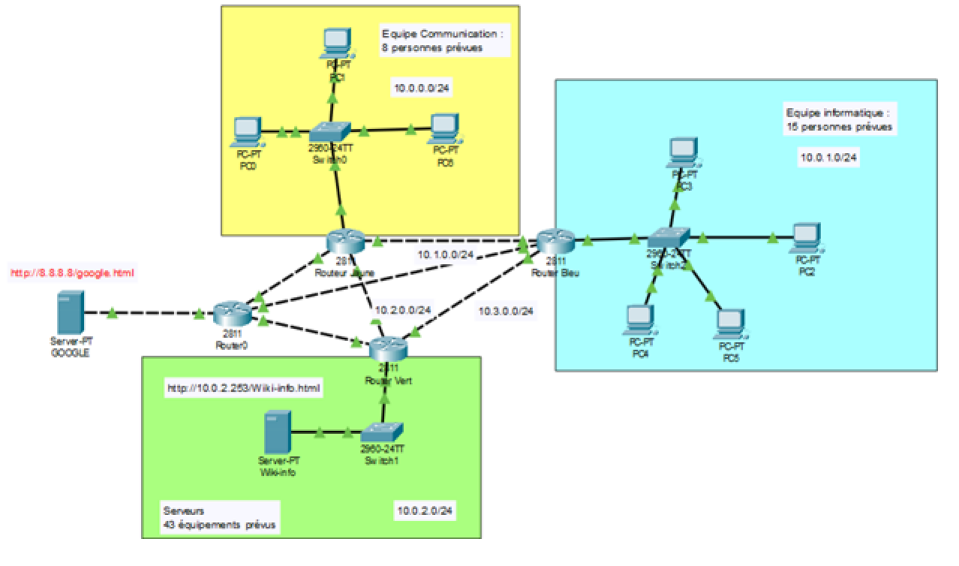 Equipe Communication :
8 personnes prévues
PC-PT
PC1
10.0.0.0/24
Equipe informatique :
15 personnes prévues
10.0.1.0/24
PC-PT
PC0
2960-24TT
Switch0
PC-PT
PC6
PC-PT
PC3
2960-24TT
Switch2
PC-PT
PC2
http://8.8.8.8/google.html
2811
Routeur Jaune
10.1.0.0/24
2811
Router Bleu
Server-PT
GOOGLE
2811
Router0
10.2.0.0/24
10.3.0.0/24
PC-PT
PC4
PC-PT
PC5
2811
Router Vert
http://10.0.2.253/Wiki-info.html
Server-PT
Wiki-info
2960-24TT
Switch1
Serveurs
43 équipements prévus
10.0.2.0/24